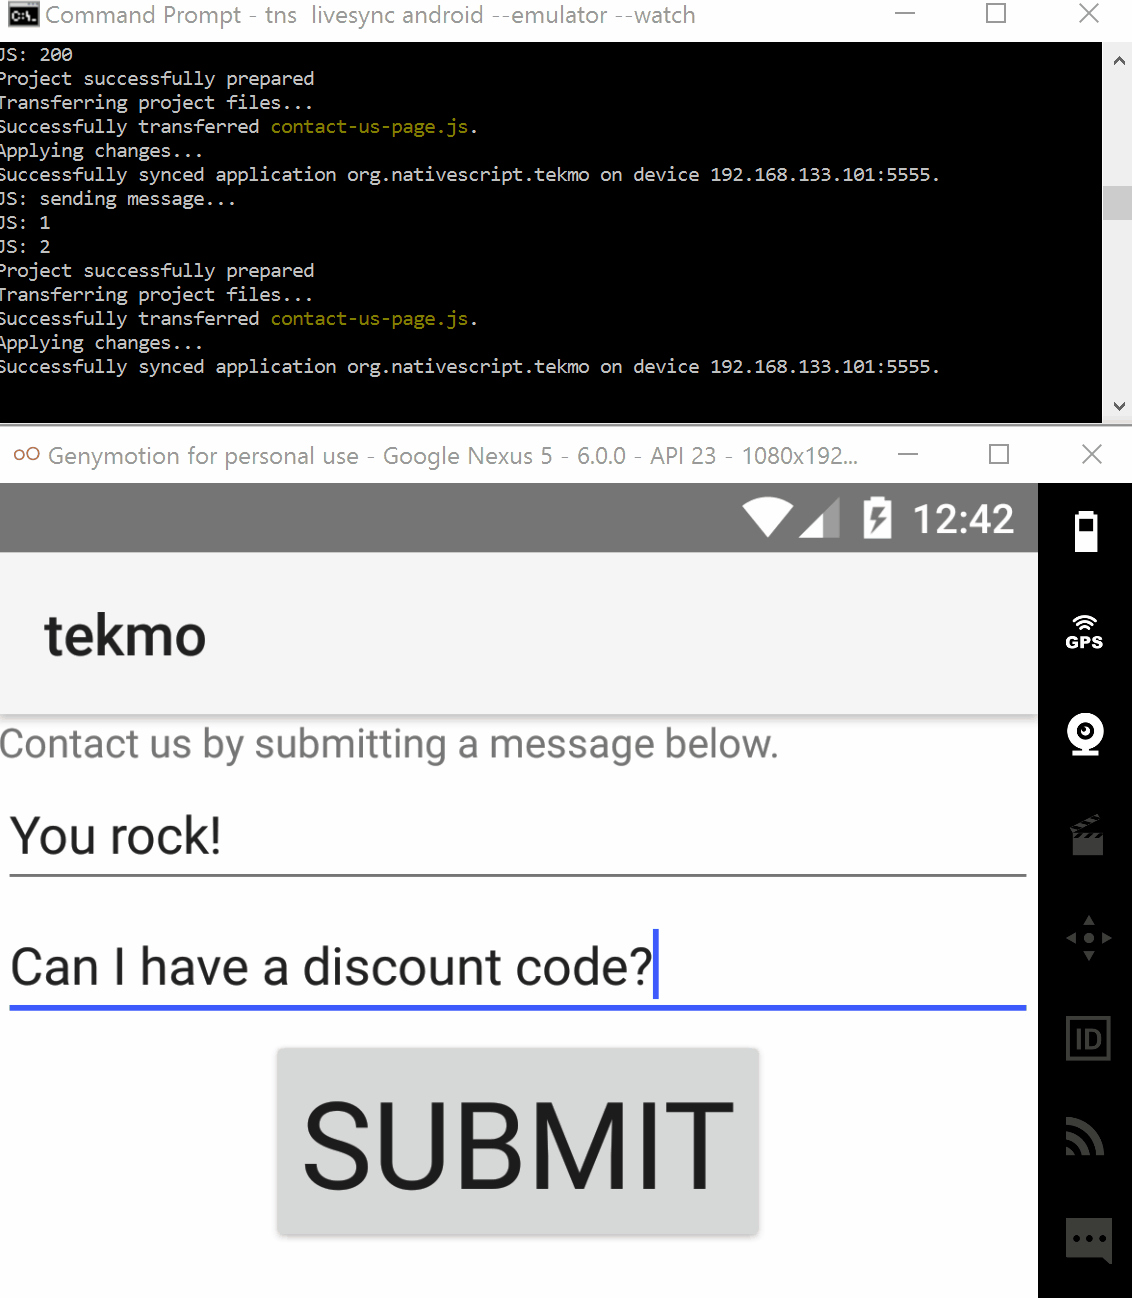 Command Prompt - tns  livesync android --emulator --watch
JS: 200
Project successfully prepared
Transferring project files...
Successfully transferred contact-us-page.js.
Applying changes...
Successfully synced application org.nativescript.tekmo on device 192.168.133.101:5555.
JS: sending message...
JS: 1
JS: 2
Project successfully prepared
Transferring project files...
Successfully transferred contact-us-page.js.
Applying changes...
Successfully synced application org.nativescript.tekmo on device 192.168.133.101:5555.
Genymotion for personal use - Google Nexus 5 - 6.0.0 - API 23 - 1080x192...
12:42
GPS
tekmo
Contact us by submitting a message below.
You rock!
Can I have a discount code?
ID
SUBMIT